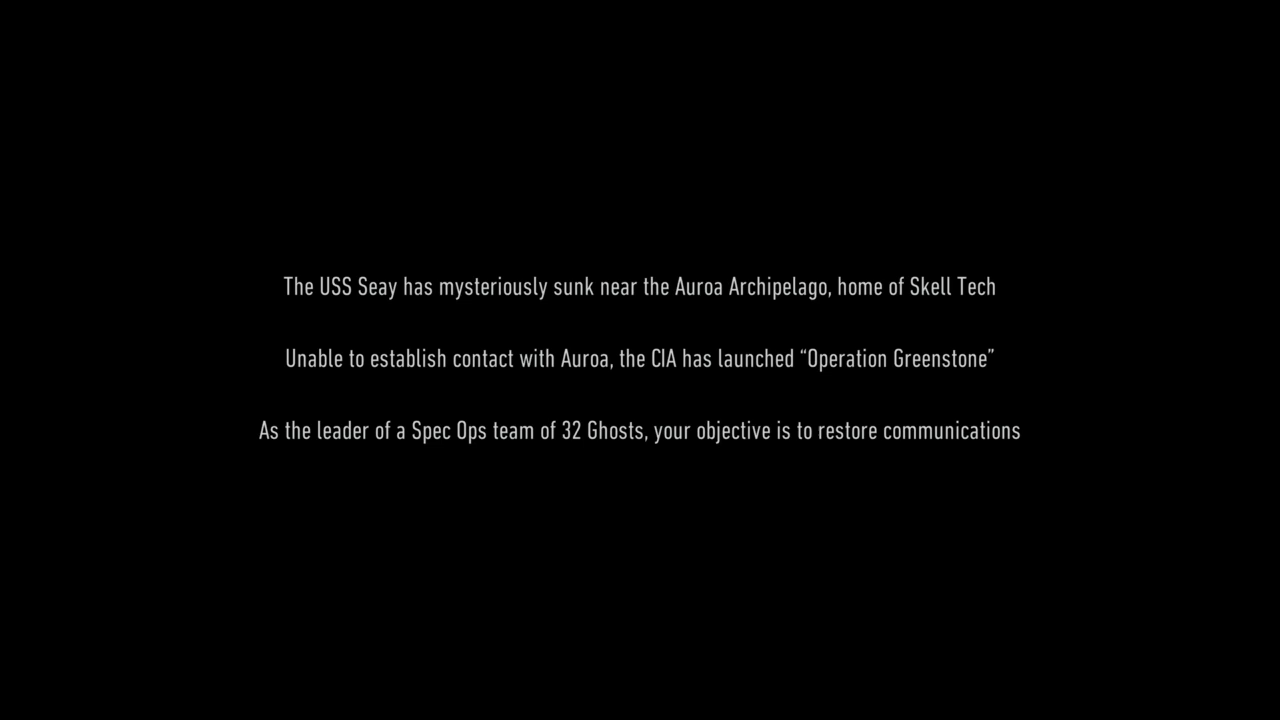 The USS Seay has mysteriously sunk near the Auroa Archipelago, home of Skell Tech
Unable to establish contact with Auroa, the CIA has launched “Operation Greenstone”
As the leader of a Spec Ops team of 32 Ghosts, your objective is to restore communications